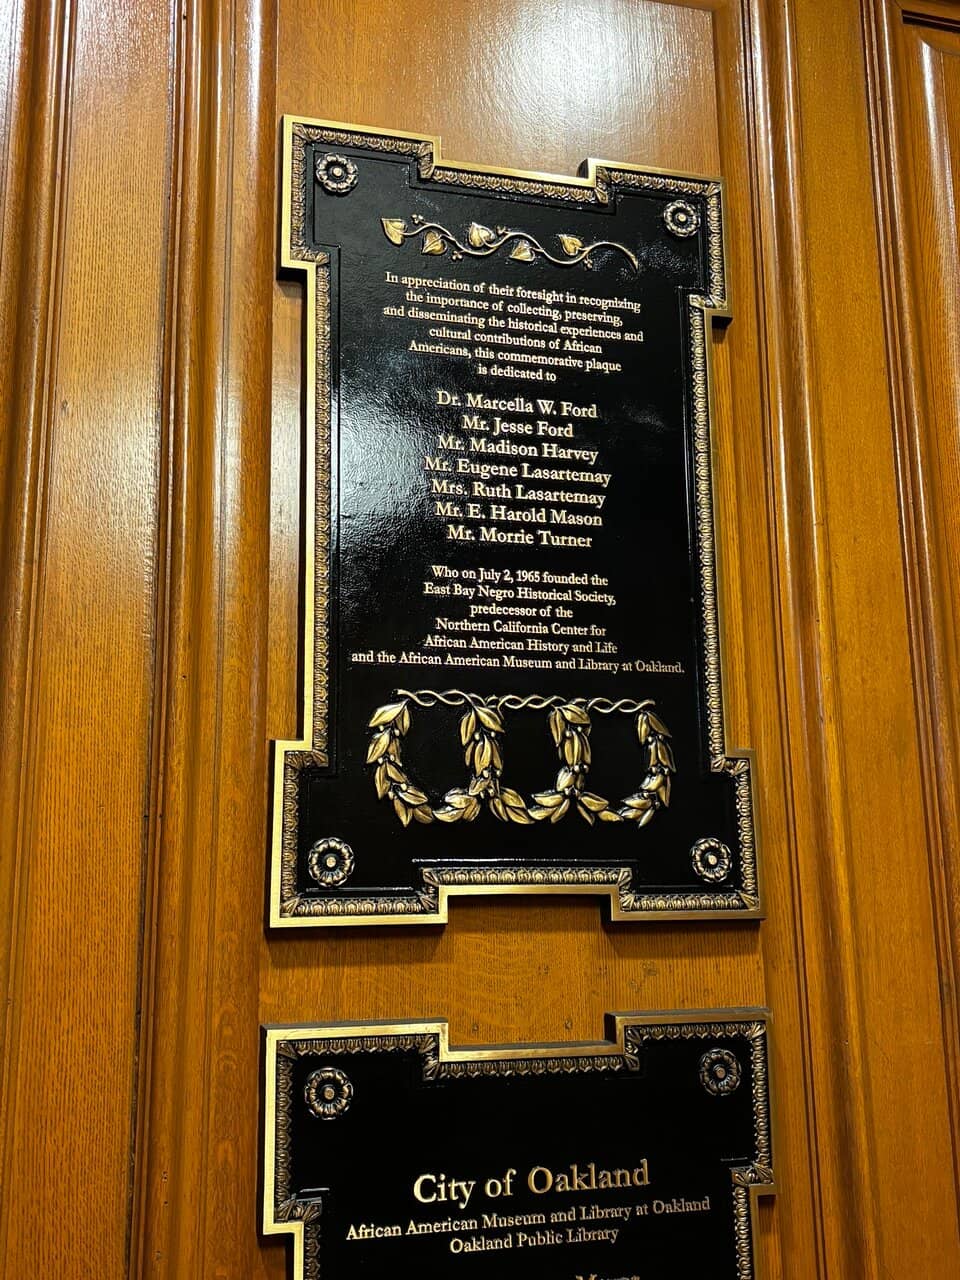 In appreciation of their foresight in recognizing
the importance of collecting, preserving,
and disseminating the historical experiences and
cultural contributions of African
Americans, this commemorative plaque
is dedicated to
Dr. Marcella W. Ford
Mr. Jesse Ford
Mr. Madison Harvey
Mr. Eugene Lasartemay
Mrs. Ruth Lasartemay
Mr. E. Harold Mason
Mr. Morrie Turner
Who on July 2, 1965 founded the
East Bay Negro Historical Society,
predecessor of the
Northern California Center for
African American History and Life
and the African American Museum and Library at Oakland.
City of Oakland
African American Museum and Library at Oakland
Oakland Public Library